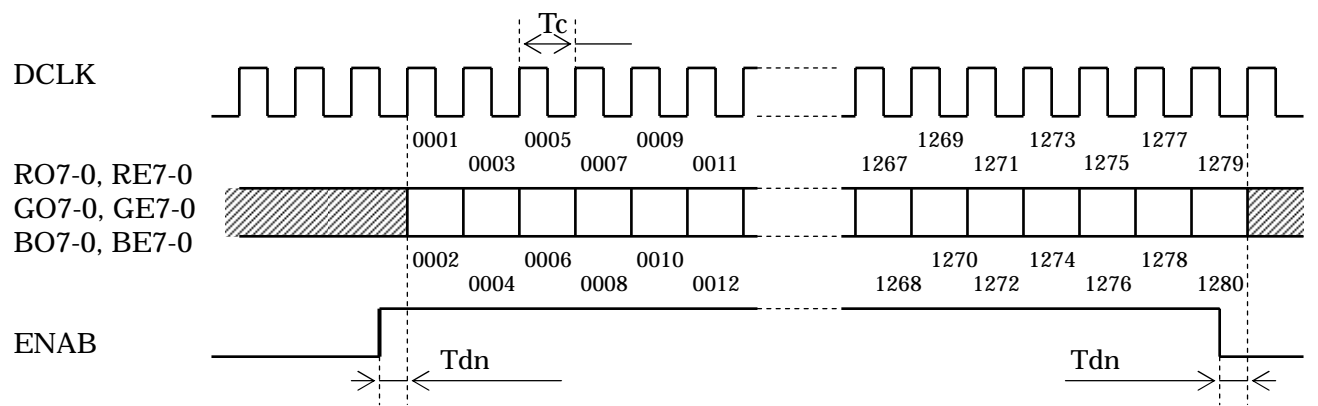 Tc
DCLK
0001 0005 0009 1269 1273 1277
0003 0007 0011 1267 1271 1275 1279
RO7-0, RE7-0
GO7-0, GE7-0
BO7-0, BE7-0
0002 0006 0010 1270 1274 1278
0004 0008 0012 1268 1272 1276 1280
ENAB
Tdn Tdn